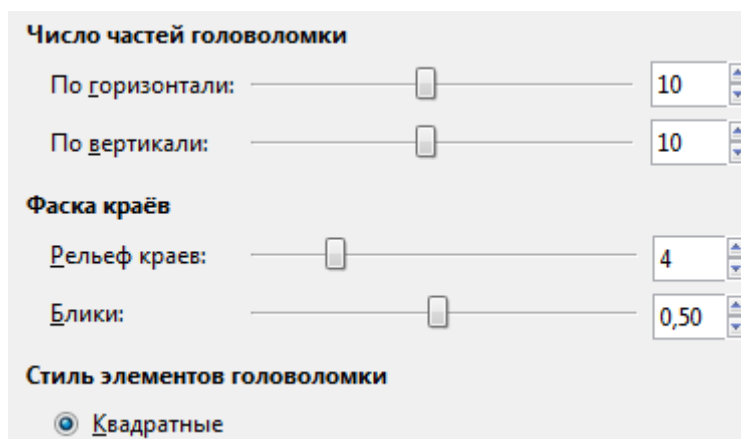 Число частей головоломки
По горизонтали: 10
По вертикали: 10
Фаска краёв
Рельеф краев: 4
Блики: 0,50
Стиль элементов головоломки
Квадратные